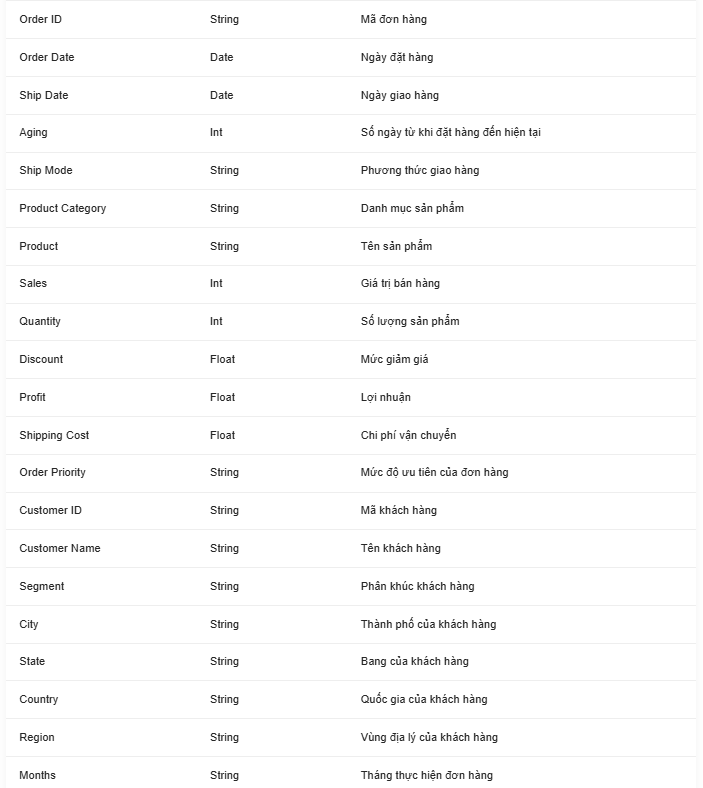 Order ID String Mã đơn hàng
Order Date Date Ngày đặt hàng
Ship Date Date Ngày giao hàng
Aging Int Số ngày từ khi đặt hàng đến hiện tại
Ship Mode String Phương thức giao hàng
Product Category String Danh mục sản phẩm
Product String Tên sản phẩm
Sales Int Giá trị bán hàng
Quantity Int Số lượng sản phẩm
Discount Float Mức giảm giá
Profit Float Lợi nhuận
Shipping Cost Float Chi phí vận chuyển
Order Priority String Mức độ ưu tiên của đơn hàng
Customer ID String Mã khách hàng
Customer Name String Tên khách hàng
Segment String Phân khúc khách hàng
City String Thành phố của khách hàng
State String Bang của khách hàng
Country String Quốc gia của khách hàng
Region String Vùng địa lý của khách hàng
Months String Tháng thực hiện đơn hàng